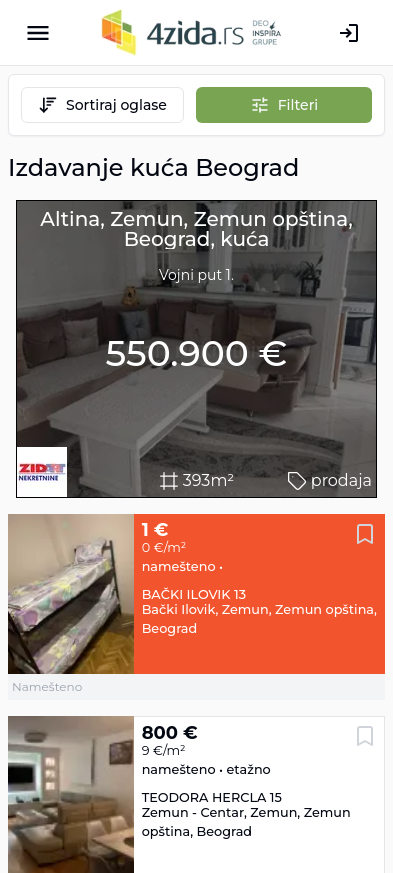 4zida.rs DEO INSPIRA GRUPE
Sortiraj oglase
Filteri
Izdavanje kuća Beograd
Altina, Zemun, Zemun opština,
Beograd, kuća
Vojni put 1.
550.900 €
ZIDART
NEKRETNINE
393m²
prodaja
1 €
0 €/m²
namešteno •
BAČKI ILOVIK 13
Bački Ilovik, Zemun, Zemun opština,
Beograd
Namešteno
800 €
9 €/m²
namešteno • etažno
TEODORA HERCLA 15
Zemun - Centar, Zemun, Zemun
opština, Beograd